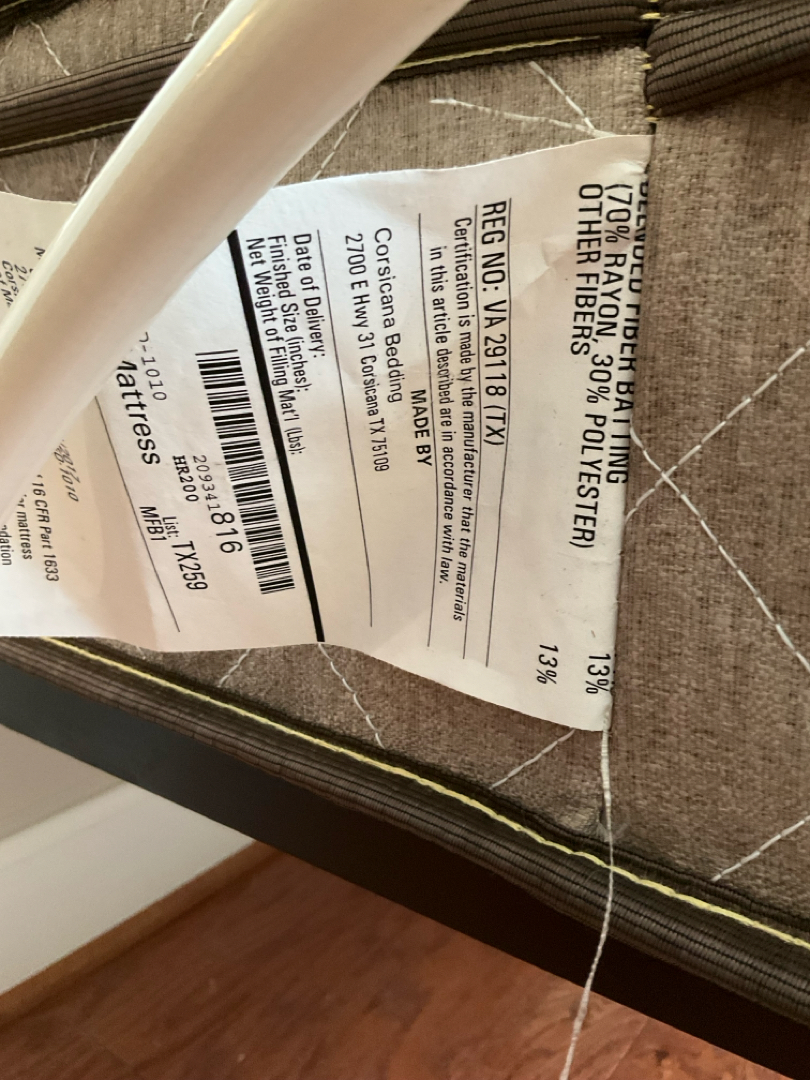 BLENDED FIBER BATTING 13%
(70% RAYON, 30% POLYESTER)
OTHER FIBERS 13%
REG NO: VA 29118 (TX)
Certification is made by the manufacturer that the materials
in this article described are in accordance with law.
MADE BY
Corsicana Bedding
2700 E Hwy 31 Corsicana TX 75109
Date of Delivery:
Finished Size (inches):
Net Weight of Filling Mat'l (Lbs):
209341816
HR200 List: TX259
-1010 MFB1
Mattress
16 CFR Part 1633
mattress